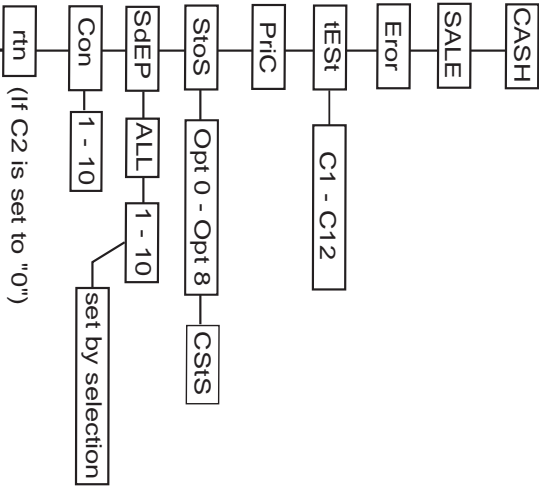 CASH
SALE
Eror
tESt
C1 - C12
PriC
StoS
Opt 0 - Opt 8
CStS
SdEP
ALL
1 - 10
set by selection
Con
1 - 10
rtn
(If C2 is set to "0")